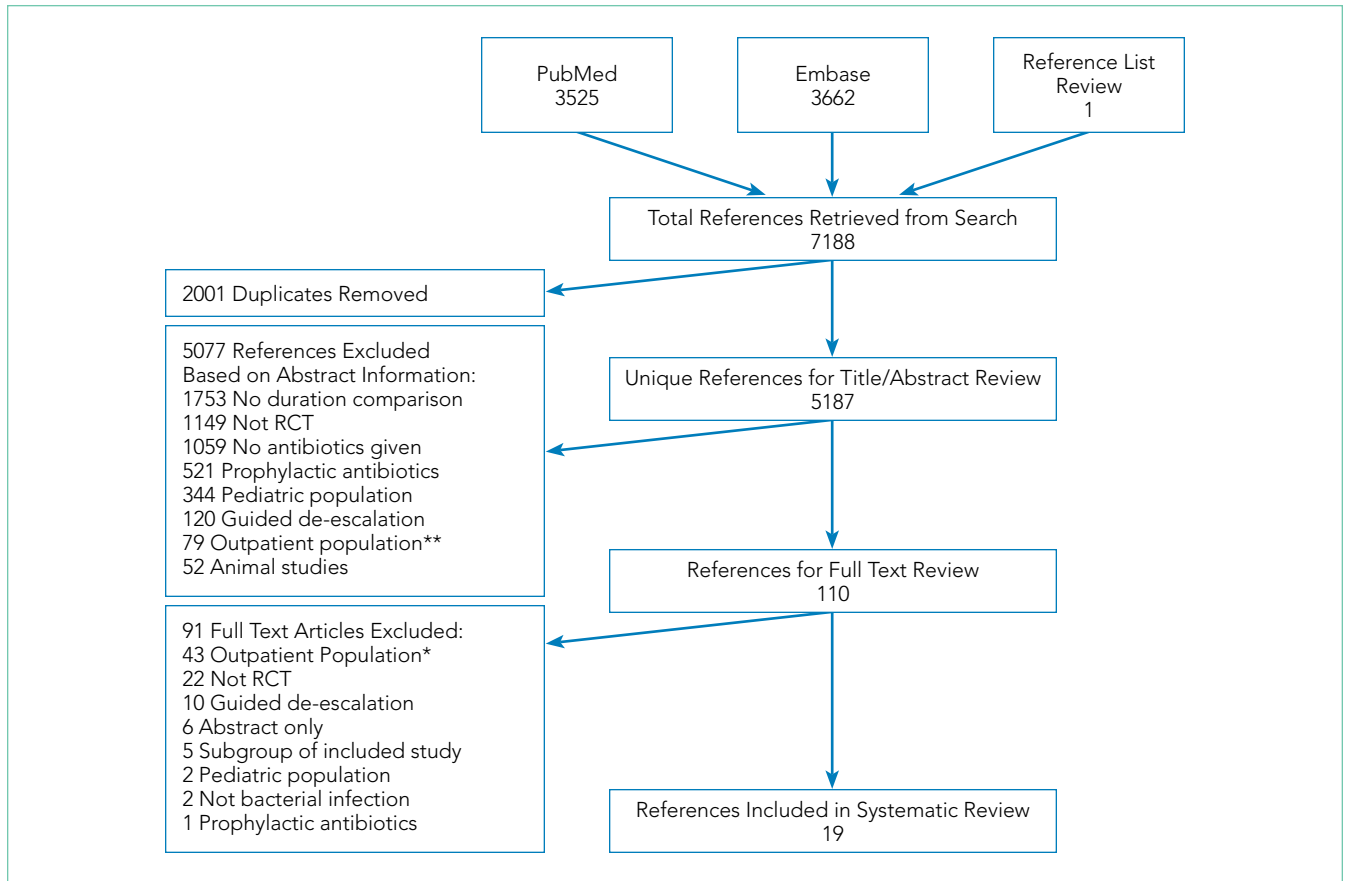 PubMed
3525
Embase
3662
Reference List
Review
1
Total References Retrieved from Search
7188
2001 Duplicates Removed
5077 References Excluded
Based on Abstract Information:
1753 No duration comparison
1149 Not RCT
1059 No antibiotics given
521 Prophylactic antibiotics
344 Pediatric population
120 Guided de-escalation
79 Outpatient population**
52 Animal studies
Unique References for Title/Abstract Review
5187
References for Full Text Review
110
91 Full Text Articles Excluded:
43 Outpatient Population*
22 Not RCT
10 Guided de-escalation
6 Abstract only
5 Subgroup of included study
2 Pediatric population
2 Not bacterial infection
1 Prophylactic antibiotics
References Included in Systematic Review
19